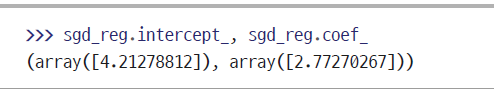 >>> sgd_reg.intercept_, sgd_reg.coef_
(array([4.21278812]), array([2.77270267]))